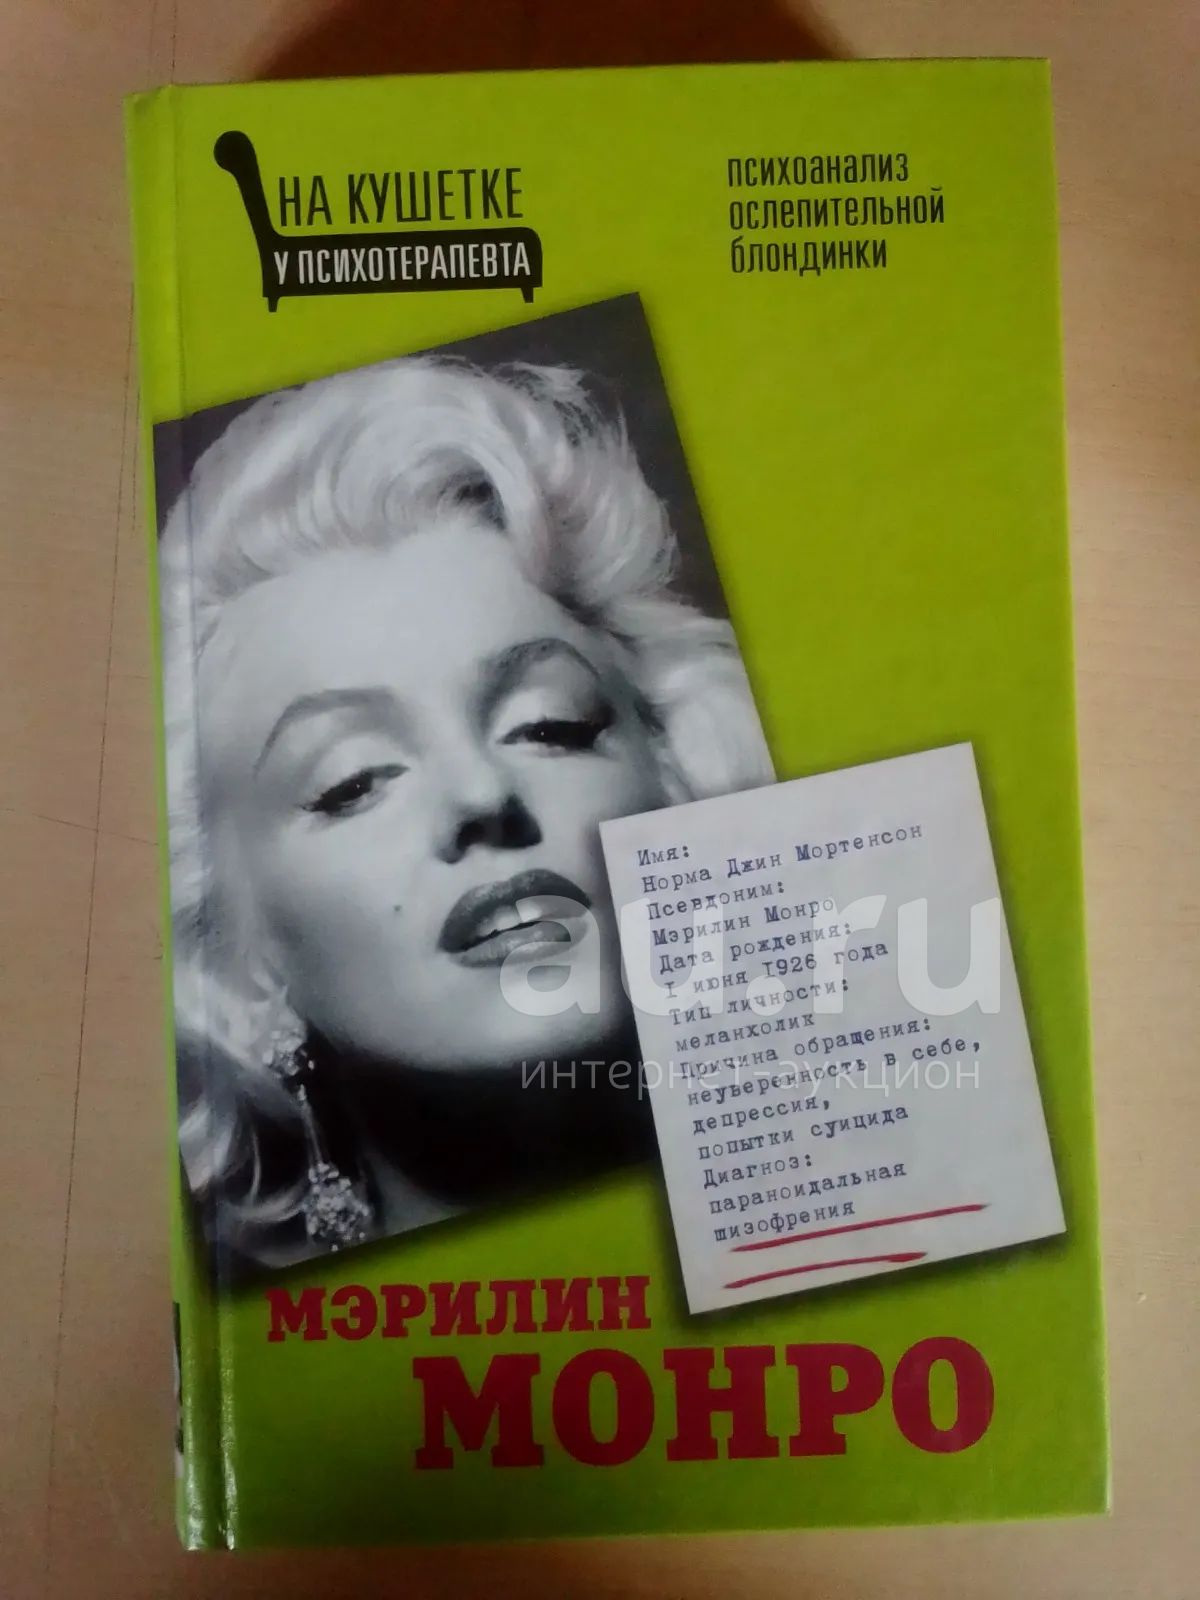 НА КУШЕТКЕ
У ПСИХОТЕРАПЕВТА
психоанализ
ослепительной
блондинки
Имя:
Норма Джин Мортенсон
Псевдоним:
Мэрилин Монро
Дата рождения:
1 июня 1926 года
Тип личности:
меланхолик
Причина обращения:
неуверенность в себе,
депрессия,
попытки суицида
Диагноз:
параноидальная
шизофрения
au.ru
интернет-аукцион
МЭРИЛИН
МОНРО